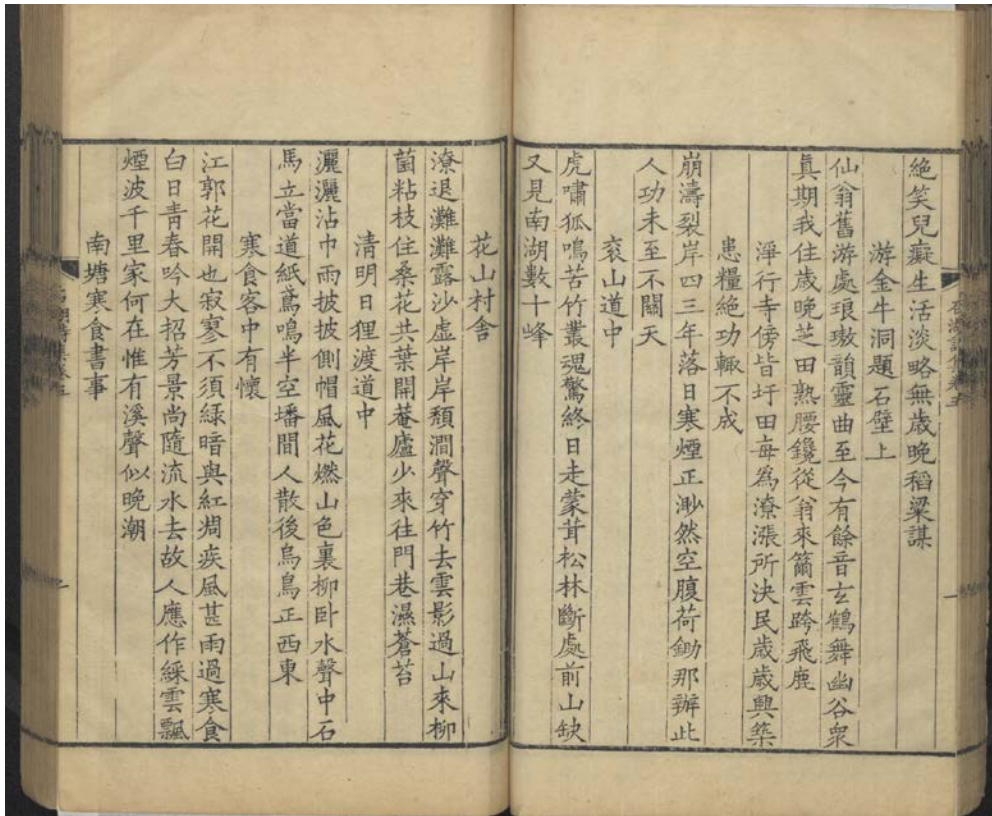 絶笑兒癡生活淡略無歳晚稻粱謀
游金牛洞題石壁上
仙翁舊游處琅璈韻靈曲至今有餘音玄鶴舞幽谷衆
眞期我住歳晚芝田熟腰鑱從翁來籋雲跨飛鹿
淨行寺傍皆圩田毎爲潦漲所決民歳歳興築
患糧絶功輙不成
崩濤裂岸四三年落日寒煙正渺然空腹荷鋤那辦此
人功未至不關天
衮山道中
虎嘯狐鳴苦竹叢魂驚終日走蒙茸松林斷處前山缺
又見南湖數十峰
花山村舍
潦退灘灘露沙虛岸岸頽澗聲穿竹去雲影過山來柳
菌粘枝住桑花共葉開菴廬少來往門巷濕蒼苔
清明日狸渡道中
灑灑沾巾雨披披側帽風花燃山色裏柳卧水聲中石
馬立當道紙鳶鳴半空墦間人散後烏鳥正西東
寒食客中有懷
江郭花開也寂寥不須緑暗與紅凋疾風甚雨過寒食
白日青春吟大招芳景尚隨流水去故人應作綵雲飄
煙波千里家何在惟有溪聲似晚潮
南塘寒食書事